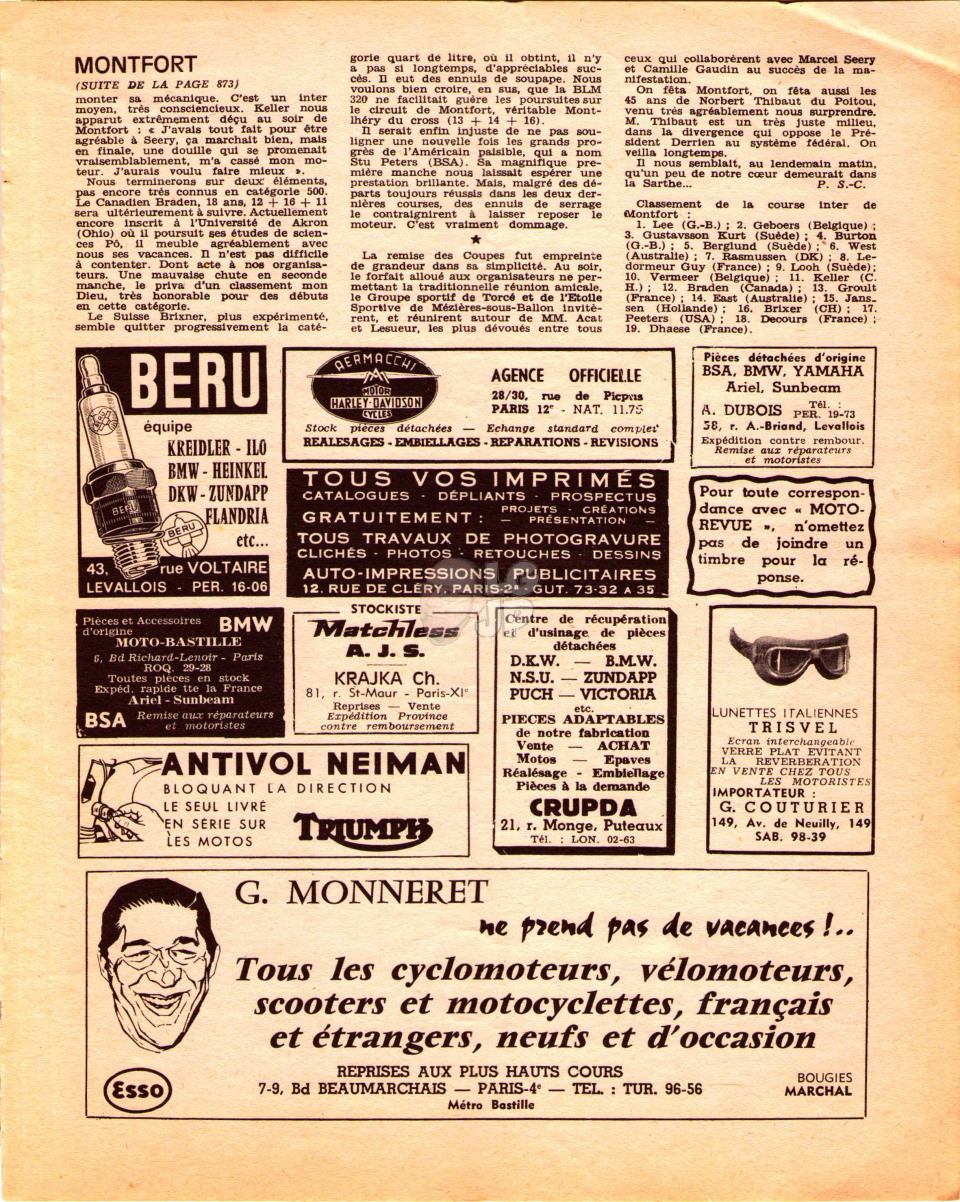 MONTFORT
(SUITE DE LA PAGE 873)
monter sa mécanique. C'est un inter
moyen, très consciencieux. Keller nous
apparut extrêmement déçu au soir de
Montfort : « J'avais tout fait pour être
agréable à Seery, ça marchait bien, mais
en finale, une douille qui se promenait
vraisemblablement, m'a cassé mon mo-
teur. J'aurais voulu faire mieux ».
Nous terminerons sur deux éléments,
pas encore très connus en catégorie 500.
Le Canadien Braden, 18 ans, 12 + 16 + 11
sera ultérieurement à suivre. Actuellement
encore inscrit à l'Université de Akron
(Ohio) où il poursuit ses études de scien-
ces Pô, il meuble agréablement avec
nous ses vacances. Il n'est pas difficile
à contenter. Dont acte à nos organisa-
teurs. Une mauvaise chute en seconde
manche, le priva d'un classement mon
Dieu, très honorable pour des débuts
en cette catégorie.
Le Suisse Brixner, plus expérimenté,
semble quitter progressivement la caté-
gorie quart de litre, où il obtint, il n'y
a pas si longtemps, d'appréciables suc-
cès. Il eut des ennuis de soupape. Nous
voulons bien croire, en sus, que la BLM
320 ne facilitait guère les poursuites sur
le circuit de Montfort, véritable Mont-
lhéry du cross (13 + 14 + 16).
Il serait enfin injuste de ne pas sou-
ligner une nouvelle fois les grands pro-
grès de l'Américain paisible, qui a nom
Stu Peters (BSA). Sa magnifique pre-
mière manche nous laissait espérer une
prestation brillante. Mais, malgré des dé-
parts toujours réussis dans les deux der-
nières courses, des ennuis de serrage
le contraignirent à laisser reposer le
moteur. C'est vraiment dommage.
★
La remise des Coupes fut empreinte
de grandeur dans sa simplicité. Au soir,
le forfait alloué aux organisateurs ne per-
mettant la traditionnelle réunion amicale,
le Groupe sportif de Torcé et de l'Etoile
Sportive de Mézières-sous-Ballon invitè-
rent, et réunirent autour de MM. Acat
et Lesueur, les plus dévoués entre tous
ceux qui collaborèrent avec Marcel Seery
et Camille Gaudin au succès de la ma-
nifestation.
On fêta Montfort, on fêta aussi les
45 ans de Norbert Thibaut du Poitou,
venu très agréablement nous surprendre.
M. Thibaut est un très juste milieu,
dans la divergence qui oppose le Pré-
sident Derrien au système fédéral. On
veilla longtemps.
Il nous semblait, au lendemain matin,
qu'un peu de notre cœur demeurait dans
la Sarthe... P. S.-C.
Classement de la course inter de
Montfort :
1. Lee (G.-B.) ; 2. Geboers (Belgique) ;
3. Gustavsson Kurt (Suède) ; 4. Burton
(G.-B.) ; 5. Berglund (Suède) ; 6. West
(Australie) ; 7. Rasmussen (DK) ; 8. Le-
dormeur Guy (France) ; 9. Looh (Suède);
10. Vermeer (Belgique) ; 11. Keller (C.
H.) ; 12. Braden (Canada) ; 13. Groult
(France) ; 14. East (Australie) ; 15. Jans-
sen (Hollande) ; 16. Brixer (CH) ; 17.
Peeters (USA) ; 18. Decours (France) ;
19. Dhaese (France).
BERU
équipe
KREIDLER - ILO
BMW - HEINKEL
DKW - ZUNDAPP
FLANDRIA
etc...
BERU
BERU
43, rue VOLTAIRE
LEVALLOIS - PER. 16-06
AERMACCHI
MOTOR
HARLEY-DAVIDSON
CYCLES
AGENCE OFFICIELLE
28/30, rue de Picpus
PARIS 12e - NAT. 11.75
Stock pièces détachées — Echange standard complet
REALESAGES - EMBIELLAGES - REPARATIONS - REVISIONS
Pièces détachées d'origine
BSA, BMW, YAMAHA
Ariel, Sunbeam
A. DUBOIS Tél. : PER. 19-73
58, r. A.-Briand, Levallois
Expédition contre rembour.
Remise aux réparateurs
et motoristes
TOUS VOS IMPRIMÉS
CATALOGUES - DÉPLIANTS - PROSPECTUS
GRATUITEMENT : PROJETS - CRÉATIONS
— PRÉSENTATION —
TOUS TRAVAUX DE PHOTOGRAVURE
CLICHÉS - PHOTOS - RETOUCHES - DESSINS
AUTO-IMPRESSIONS PUBLICITAIRES
12, RUE DE CLÉRY, PARIS-2e GUT. 73-32 A 35
Pour toute correspon-
dance avec « MOTO-
REVUE », n'omettez
pas de joindre un
timbre pour la ré-
ponse.
Pièces et Accessoires
d'origine BMW
MOTO-BASTILLE
6, Bd Richard-Lenoir - Paris
ROQ. 29-28
Toutes pièces en stock
Expéd. rapide tte la France
Ariel - Sunbeam
BSA Remise aux réparateurs
et motoristes
STOCKISTE
Matchless
A. J. S.
KRAJKA Ch.
81, r. St-Maur - Paris-XIe
Reprises — Vente
Expédition Province
contre remboursement
Centre de récupération
et d'usinage de pièces
détachées
D.K.W. — B.M.W.
N.S.U. — ZUNDAPP
PUCH — VICTORIA
etc.
PIECES ADAPTABLES
de notre fabrication
Vente — ACHAT
Motos — Epaves
Réalésage - Embiellage
Pièces à la demande
CRUPDA
21, r. Monge, Puteaux
Tél. : LON. 02-63
LUNETTES ITALIENNES
TRISVEL
Ecran interchangeable
VERRE PLAT EVITANT
LA REVERBERATION
EN VENTE CHEZ TOUS
LES MOTORISTES
IMPORTATEUR :
G. COUTURIER
149, Av. de Neuilly, 149
SAB. 98-39
ANTIVOL NEIMAN
BLOQUANT LA DIRECTION
LE SEUL LIVRÉ
EN SÉRIE SUR
LES MOTOS
TRIUMPH
G. MONNERET
ne prend pas de vacances !..
Tous les cyclomoteurs, vélomoteurs,
scooters et motocyclettes, français
et étrangers, neufs et d'occasion
REPRISES AUX PLUS HAUTS COURS
7-9, Bd BEAUMARCHAIS — PARIS-4e — TEL. : TUR. 96-56
Métro Bastille
Esso
BOUGIES
MARCHAL